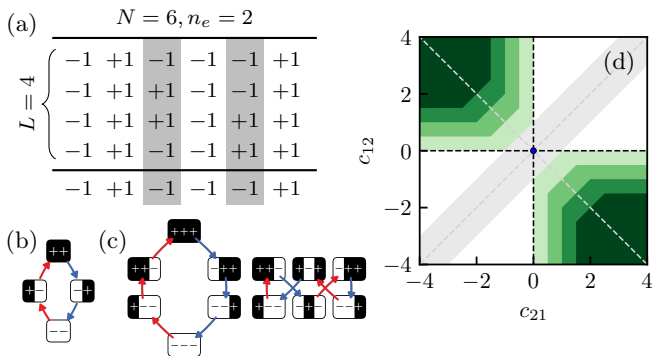 (a)
N = 6, n_e = 2
L = 4
−1 +1 −1 −1 −1 +1
−1 +1 +1 −1 −1 +1
−1 +1 +1 −1 +1 +1
−1 +1 −1 −1 +1 +1
−1 +1 −1 −1 −1 +1
(b)
++
+−
−+
−−
(c)
+++
++−
−++
+−−
−−+
−−−
++−
+−+
−++
+−−
−+−
−−+
(d)
4
2
0
−2
−4
c_12
−4 −2 0 2 4
c_21